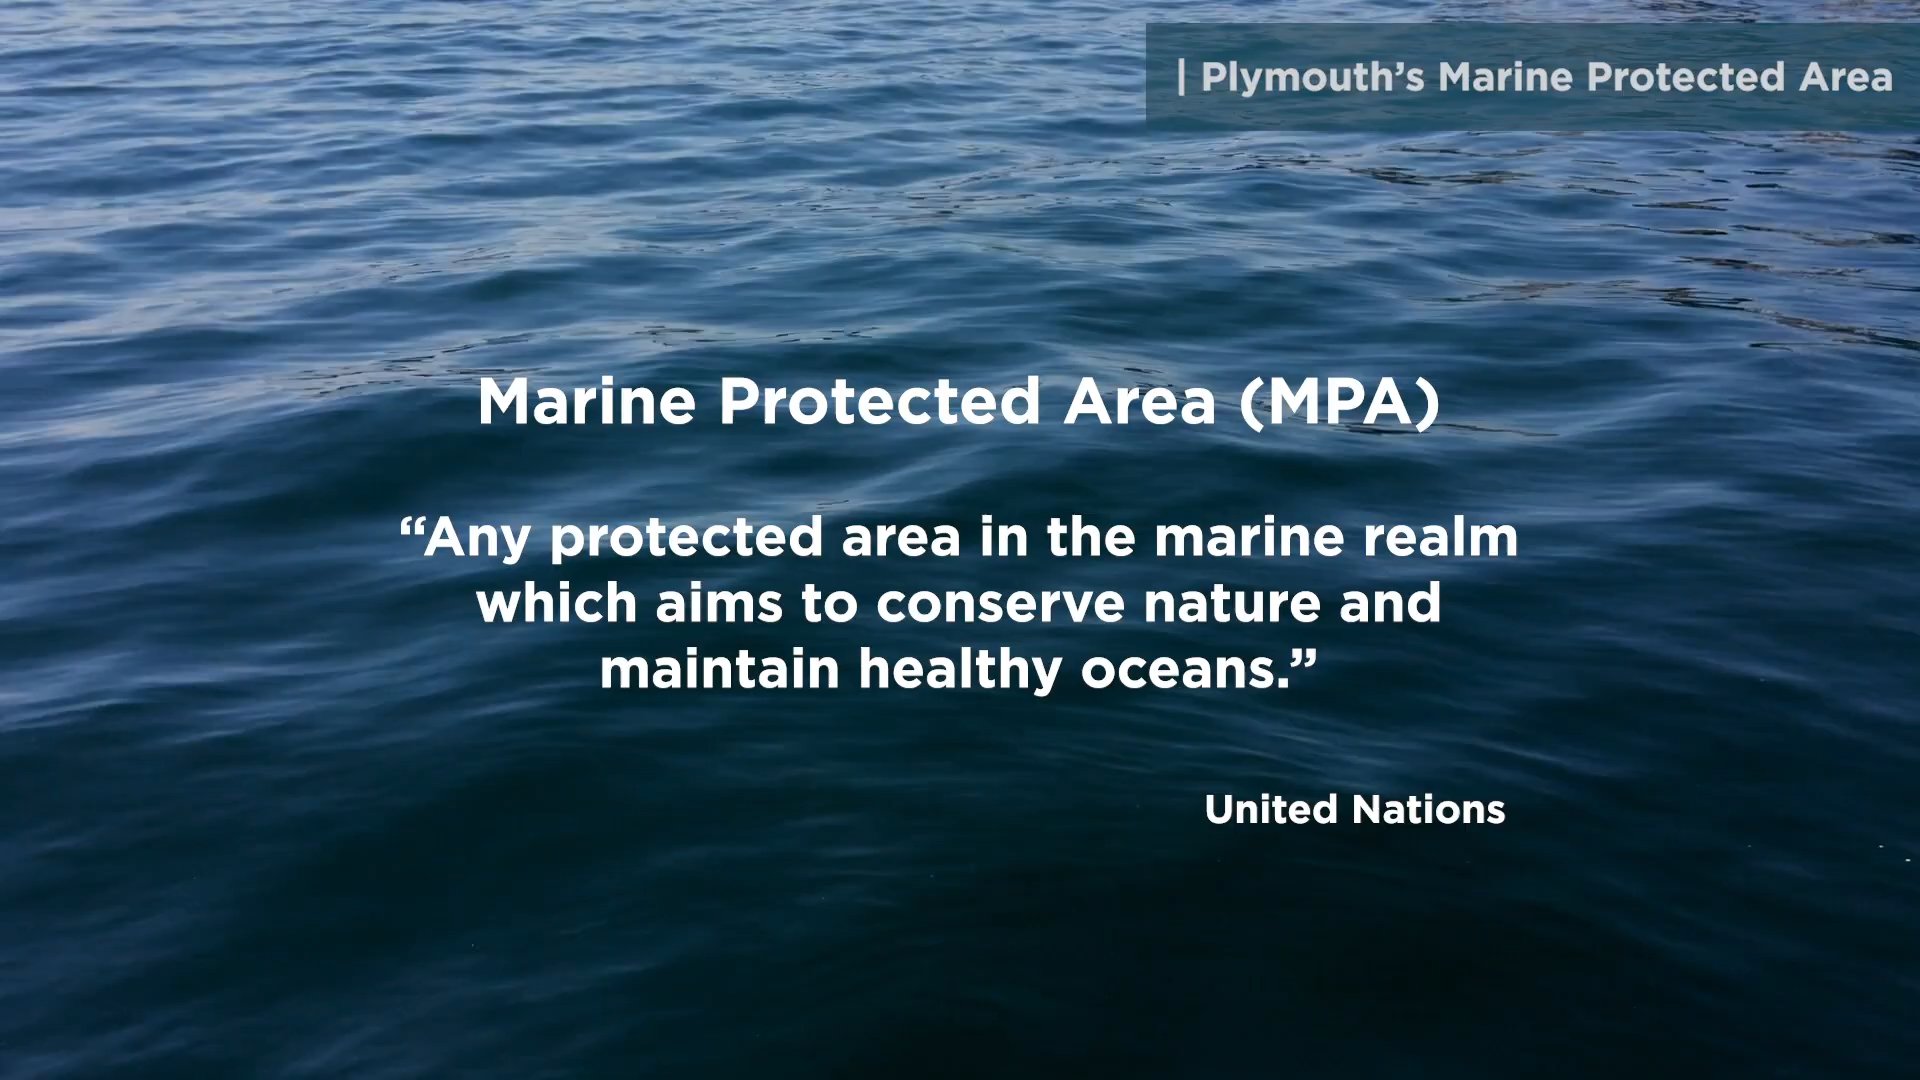 | Plymouth’s Marine Protected Area
Marine Protected Area (MPA)
“Any protected area in the marine realm
which aims to conserve nature and
maintain healthy oceans.”
United Nations